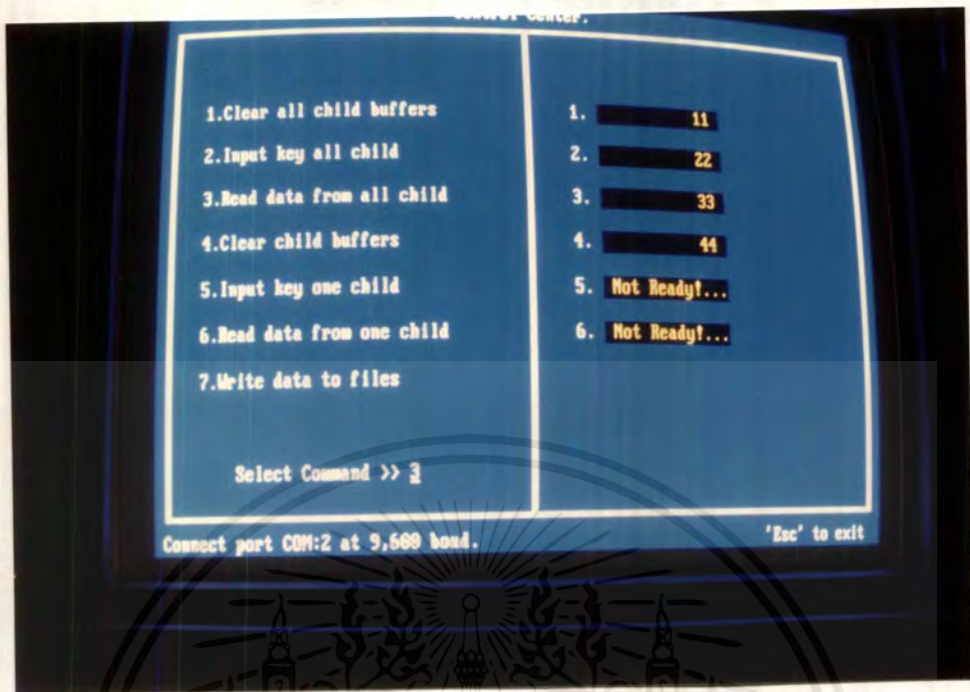 Control Center.
1.Clear all child buffers
2.Input key all child
3.Read data from all child
4.Clear child buffers
5.Input key one child
6.Read data from one child
7.Write data to files
Select Command >> 3
1. 11
2. 22
3. 33
4. 44
5. Not Ready!...
6. Not Ready!...
Connect port COM:2 at 9,600 boud.
'Esc' to exit